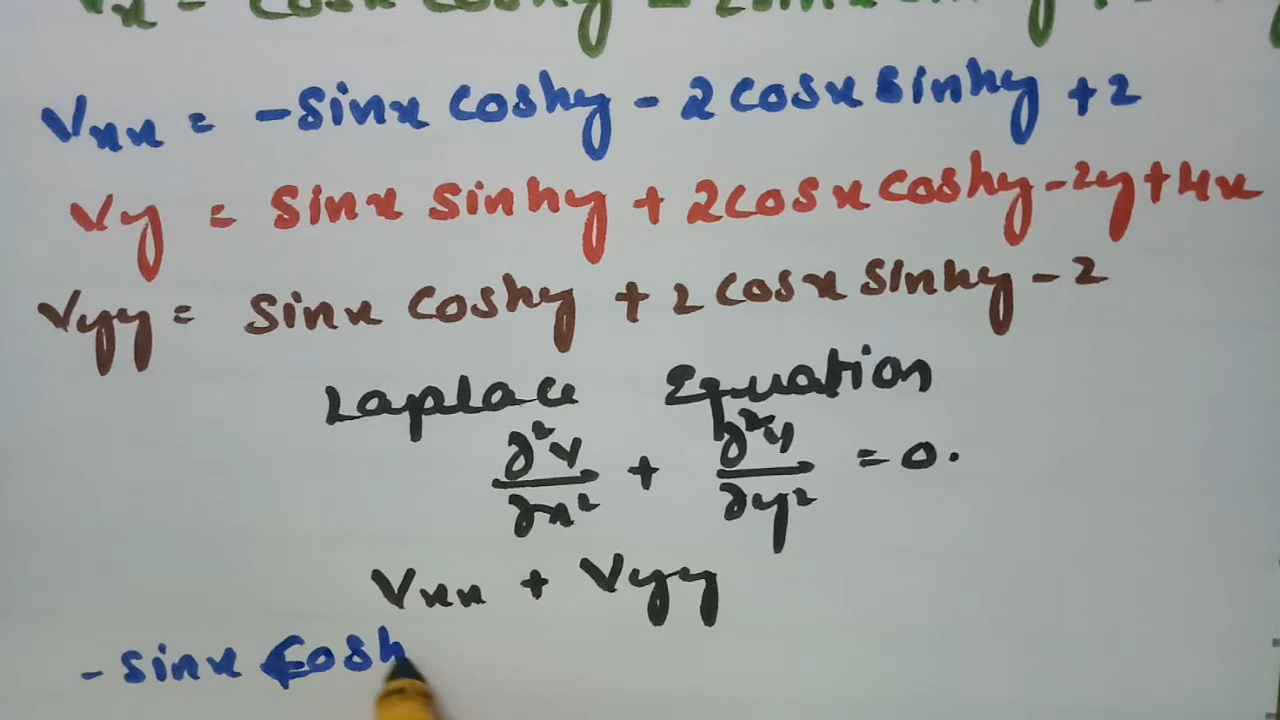 Vxx = -sinx coshy - 2cosx sinhy +2
Vy = sinx sinhy + 2cosx coshy -2y+4x
Vyy = sinx coshy + 2cosx sinhy - 2
Laplace Equation
∂²v/∂x² + ∂²v/∂y² = 0.
Vxx + Vyy
- sinx cosh